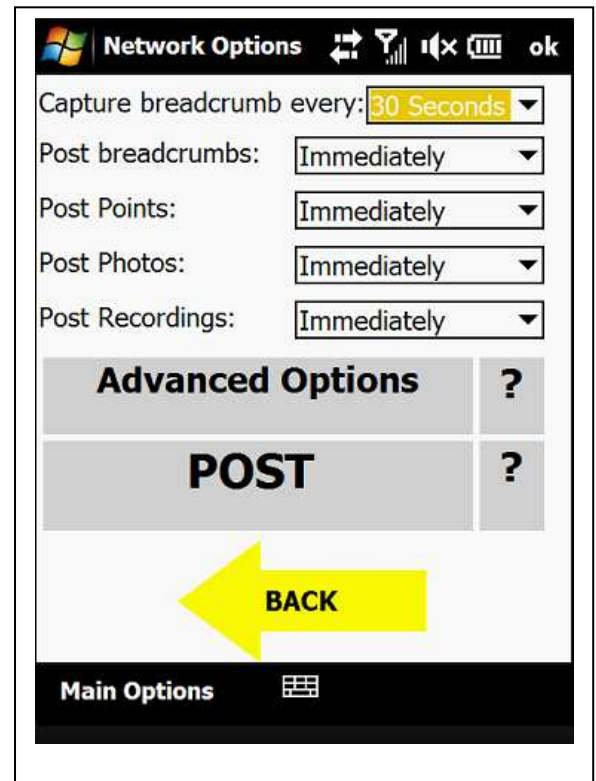 Network Options ok
Capture breadcrumb every: 30 Seconds
Post breadcrumbs: Immediately
Post Points: Immediately
Post Photos: Immediately
Post Recordings: Immediately
Advanced Options ?
POST ?
BACK
Main Options